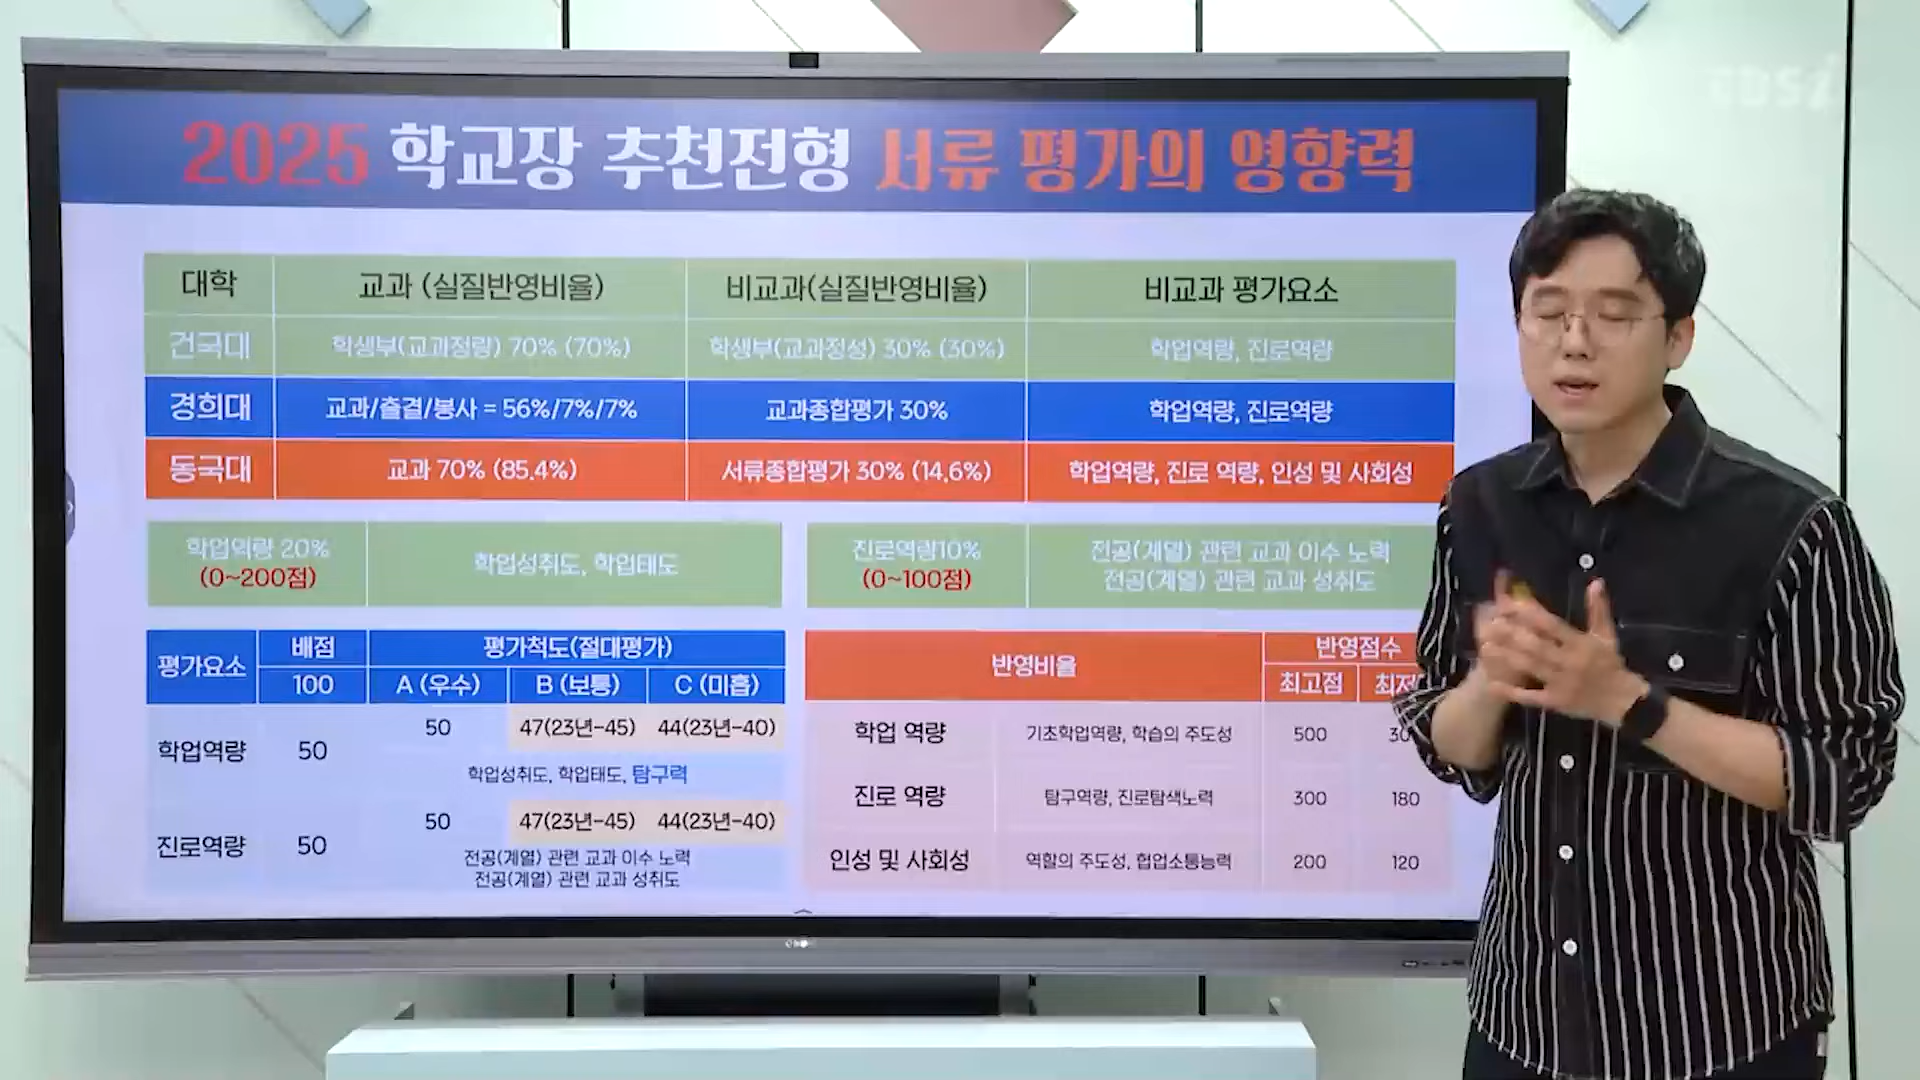 EBSi
2025 학교장 추천전형 서류 평가의 영향력
대학 교과 (실질반영비율) 비교과(실질반영비율) 비교과 평가요소
건국대 학생부(교과정량) 70% (70%) 학생부(교과정성) 30% (30%) 학업역량, 진로역량
경희대 교과/출결/봉사 = 56%/7%/7% 교과종합평가 30% 학업역량, 진로역량
동국대 교과 70% (85.4%) 서류종합평가 30% (14.6%) 학업역량, 진로 역량, 인성 및 사회성
학업역량 20%
(0~200점)
학업성취도, 학업태도
진로역량10%
(0~100점)
전공(계열) 관련 교과 이수 노력
전공(계열) 관련 교과 성취도
평가요소 배점 평가척도(절대평가)
100 A (우수) B (보통) C (미흡)
학업역량 50 50 47(23년-45) 44(23년-40)
학업성취도, 학업태도, 탐구력
진로역량 50 50 47(23년-45) 44(23년-40)
전공(계열) 관련 교과 이수 노력
전공(계열) 관련 교과 성취도
반영비율 반영점수
최고점
학업 역량 기초학업역량, 학습의 주도성 500
진로 역량 탐구역량, 진로탐색노력 300 180
인성 및 사회성 역할의 주도성, 협업소통능력 200 120